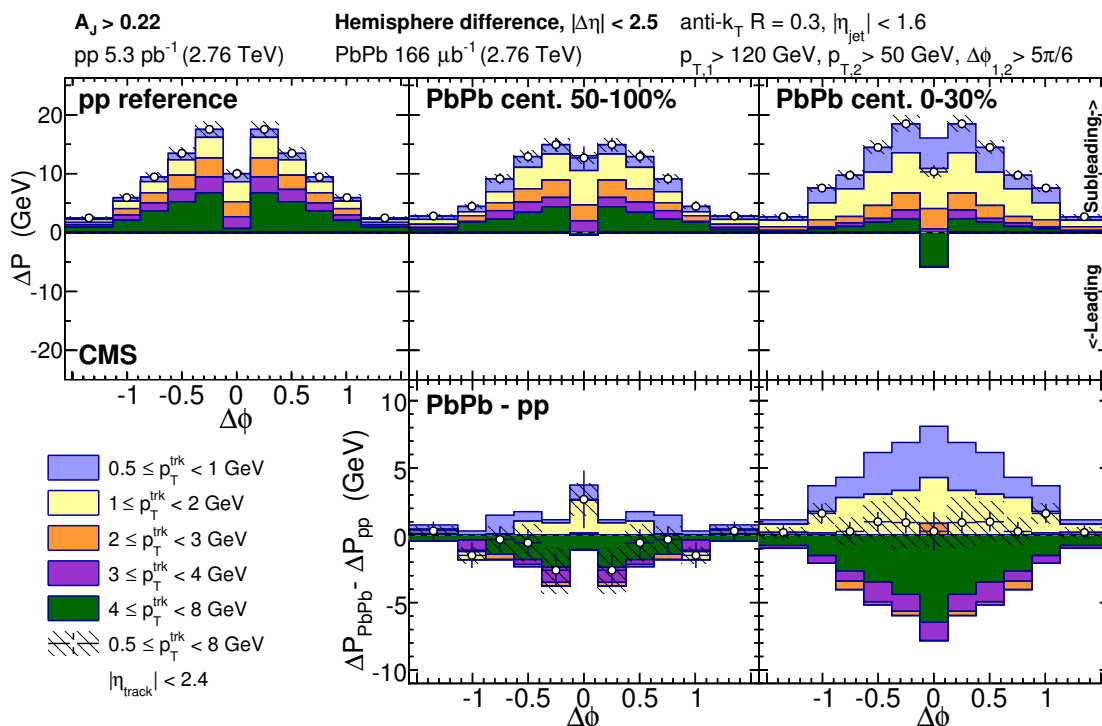 A_J > 0.22 Hemisphere difference, |Δη| < 2.5 anti-k_T R = 0.3, |η_jet| < 1.6
pp 5.3 pb⁻¹ (2.76 TeV) PbPb 166 μb⁻¹ (2.76 TeV) p_T,1 > 120 GeV, p_T,2 > 50 GeV, Δϕ_1,2 > 5π/6
pp reference PbPb cent. 50-100% PbPb cent. 0-30%
20
10
0
-10
-20
ΔP (GeV)
Subleading->
<-Leading
CMS
-1 -0.5 0 0.5 1
Δϕ
PbPb - pp
10
5
0
-5
-10
ΔP_PbPb - ΔP_pp (GeV)
0.5 ≤ p_T^trk < 1 GeV
1 ≤ p_T^trk < 2 GeV
2 ≤ p_T^trk < 3 GeV
3 ≤ p_T^trk < 4 GeV
4 ≤ p_T^trk < 8 GeV
0.5 ≤ p_T^trk < 8 GeV
|η_track| < 2.4
-1 -0.5 0 0.5 1 -1 -0.5 0 0.5 1
Δϕ Δϕ